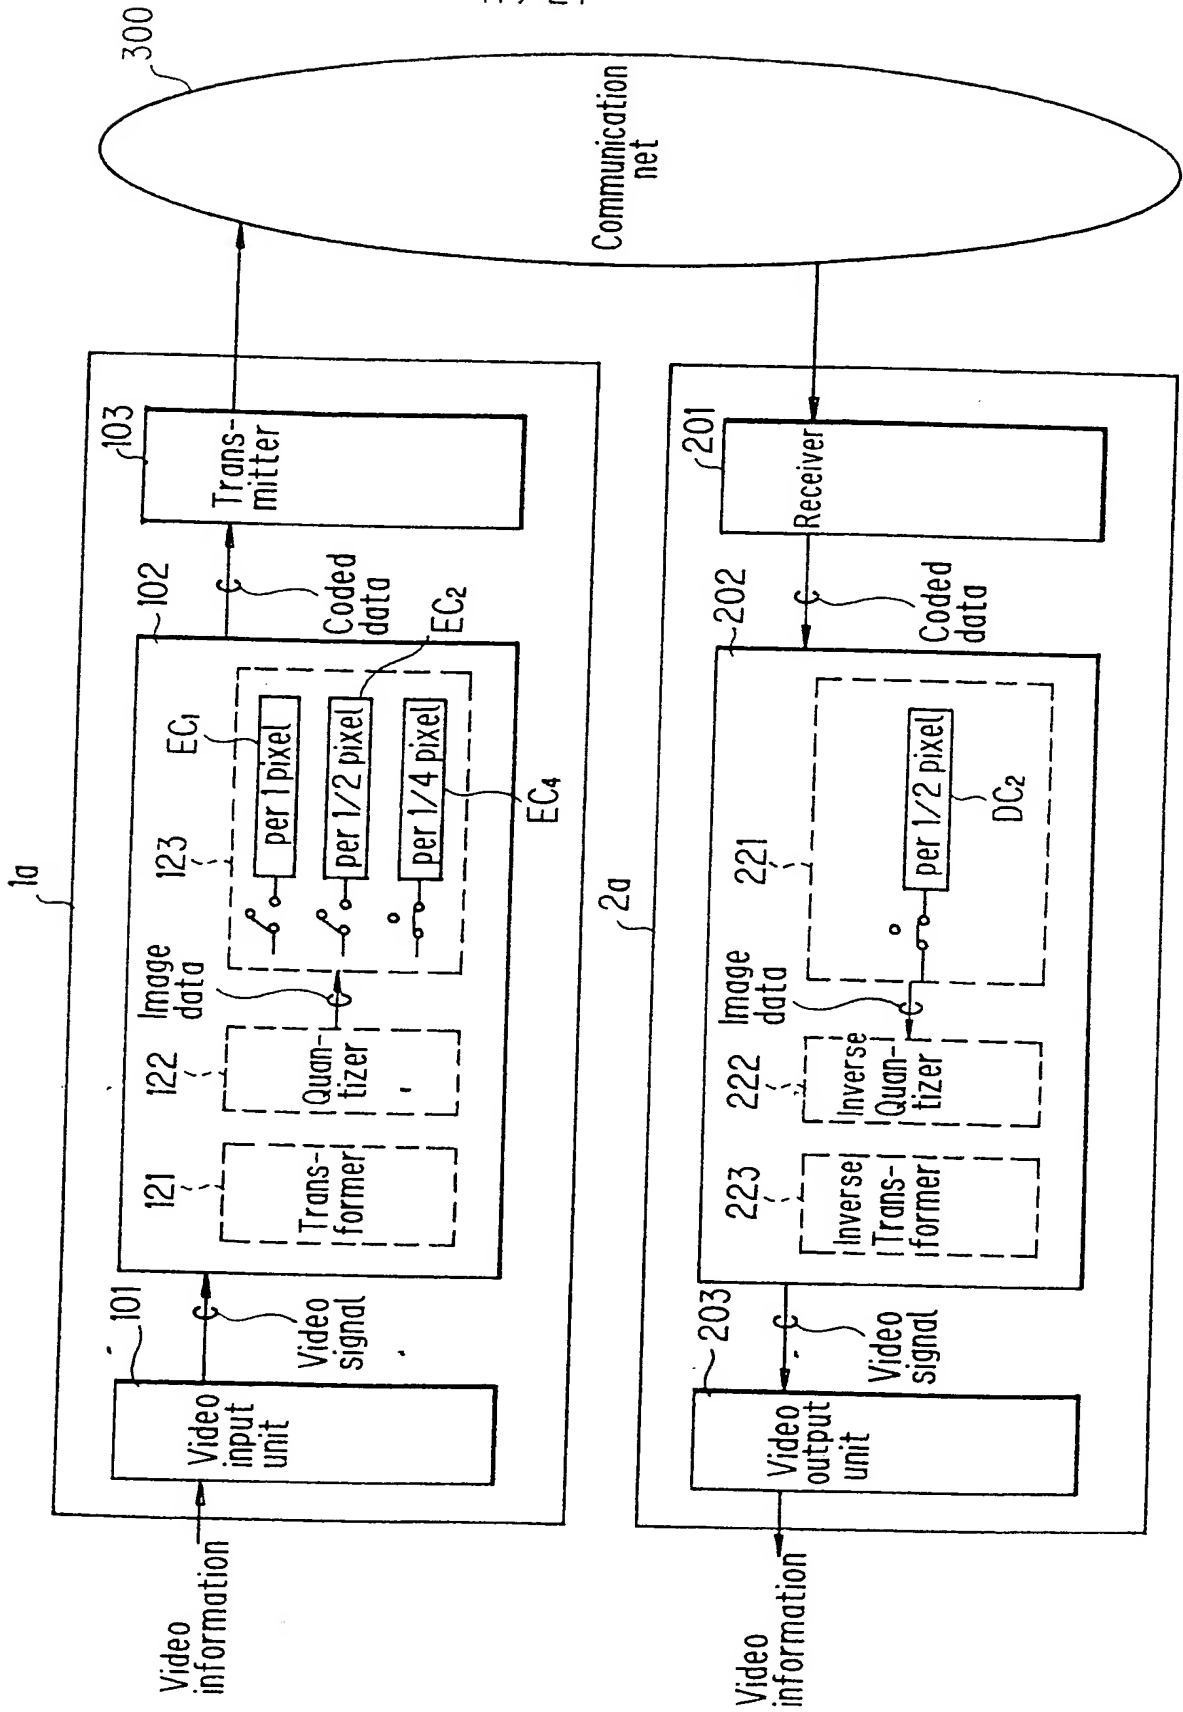 1a
Video
information
101
Video
input
unit
Video
signal
102
121
Trans-
former
122
Quan-
tizer
Image
data
123
EC1
per 1 pixel
per 1/2 pixel
EC2
per 1/4 pixel
EC4
Coded
data
103
Trans-
mitter
300
Communication
net
2a
201
Receiver
Coded
data
202
221
per 1/2 pixel
DC2
Image
data
222
Inverse
Quan-
tizer
223
Inverse
Trans-
former
Video
signal
203
Video
output
unit
Video
information